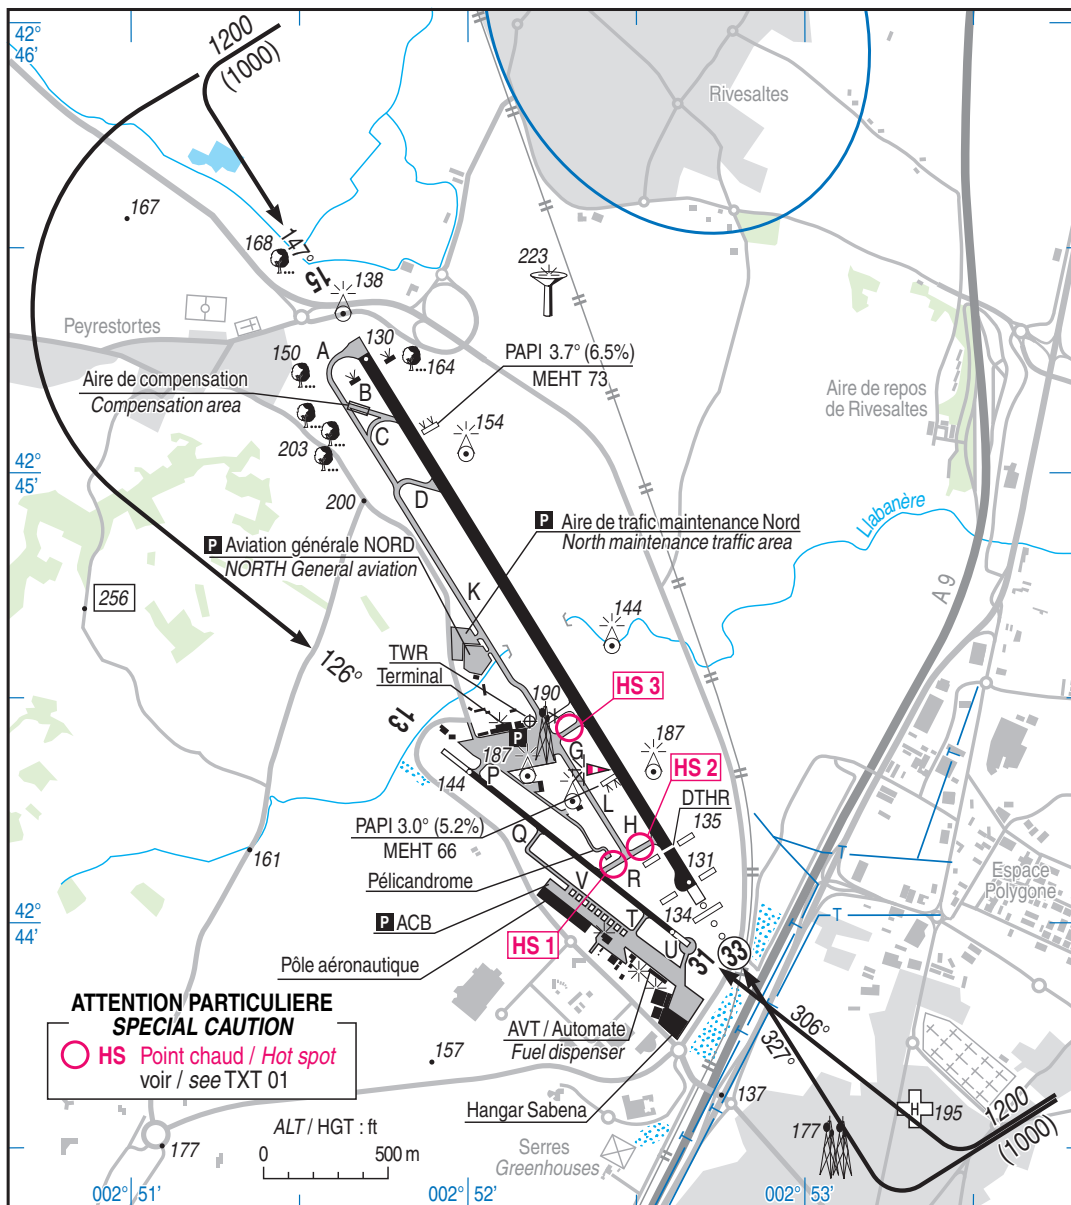 42°
46'
1200
(1000)
Rivesaltes
167
168
147°
15
138
223
Peyrestortes
130
A
150
164
PAPI 3.7° (6.5%)
MEHT 73
Aire de compensation
Compensation area
B
C
154
203
Aire de repos
de Rivesaltes
42°
45'
D
200
Llabanère
P Aire de trafic maintenance Nord
North maintenance traffic area
P Aviation générale NORD
NORTH General aviation
A 9
K
256
144
126°
TWR
Terminal
190
HS 3
13
P
G
187
187
HS 2
144
P
L
DTHR
135
PAPI 3.0° (5.2%)
MEHT 66
Q
H
161
131
Pélicandrome
V
R
T
Espace
Polygone
42°
44'
P ACB
T
134
T
HS 1
U
31
33
Pôle aéronautique
ATTENTION PARTICULIERE
SPECIAL CAUTION
HS Point chaud / Hot spot
voir / see TXT 01
AVT / Automate
Fuel dispenser
306°
327°
157
137
Hangar Sabena
H
195
1200
(1000)
177
T
ALT / HGT : ft
0 500 m
177
Serres
Greenhouses
T
T
002° 51'
002° 52'
002° 53'